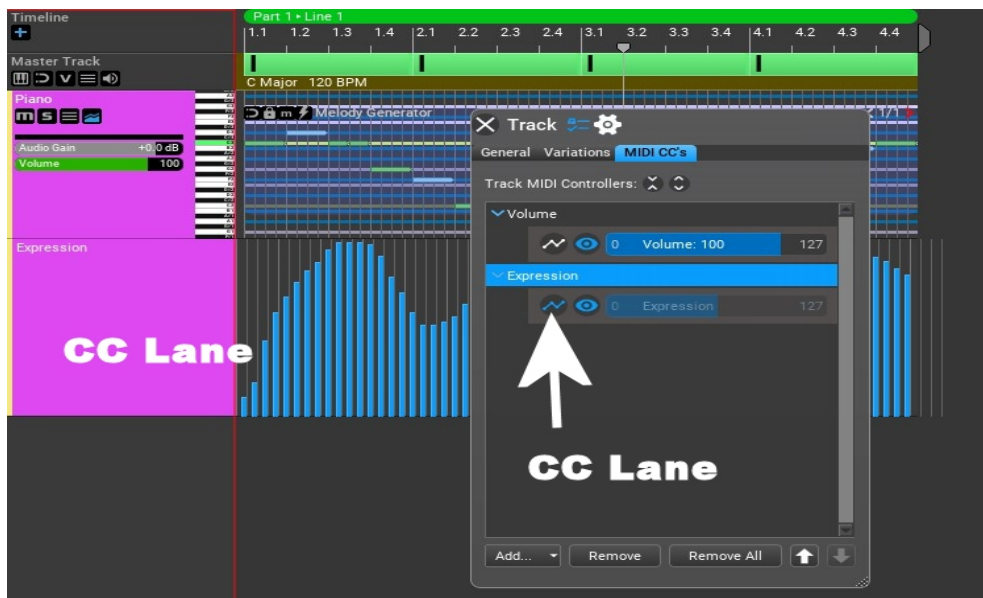 Timeline
Part 1 ▸ Line 1
1.1 1.2 1.3 1.4 2.1 2.2 2.3 2.4 3.1 3.2 3.3 3.4 4.1 4.2 4.3 4.4
Master Track
V
C Major 120 BPM
Piano
m s
m Melody Generator
1/1
Audio Gain +0.0 dB
Volume 100
Track
General Variations MIDI CC's
Track MIDI Controllers:
Volume
0 Volume: 100 127
Expression
Expression
0 Expression 127
CC Lane
CC Lane
Add... Remove Remove All